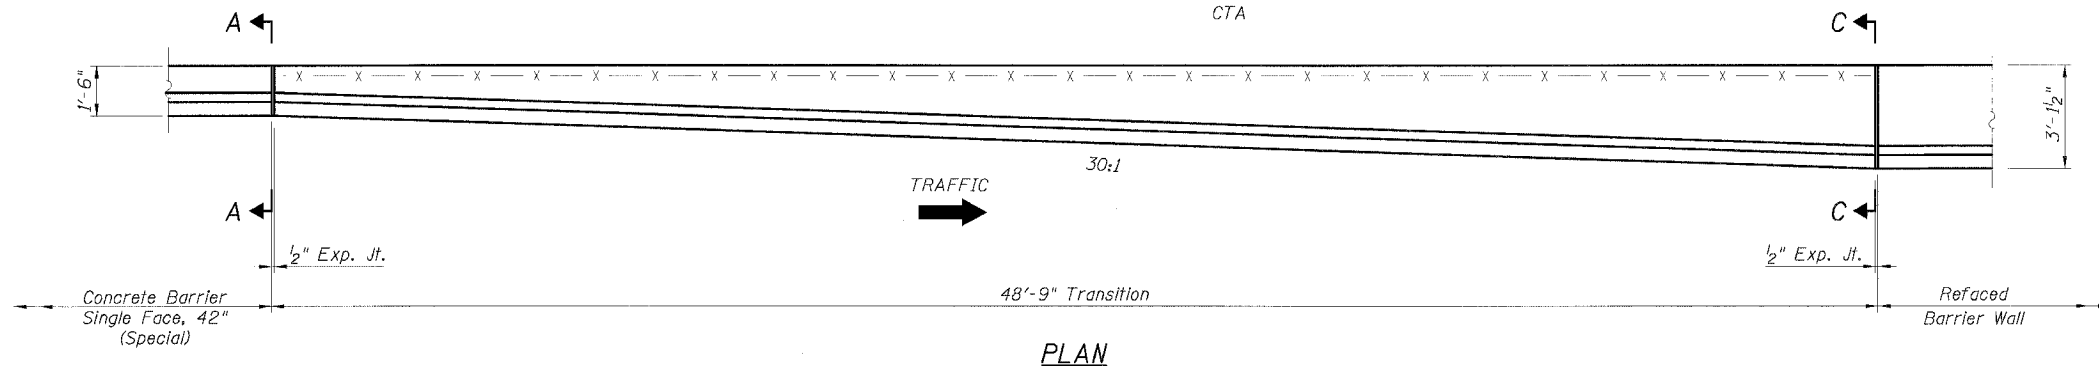 CTA
A
C
1'-6"
x x x x x x x x x x x x x x x x x x x x x x x x x x x
3'-1½"
30:1
TRAFFIC
A
C
½" Exp. Jt.
½" Exp. Jt.
Concrete Barrier
Single Face, 42"
(Special)
48'-9" Transition
Refaced
Barrier Wall
PLAN